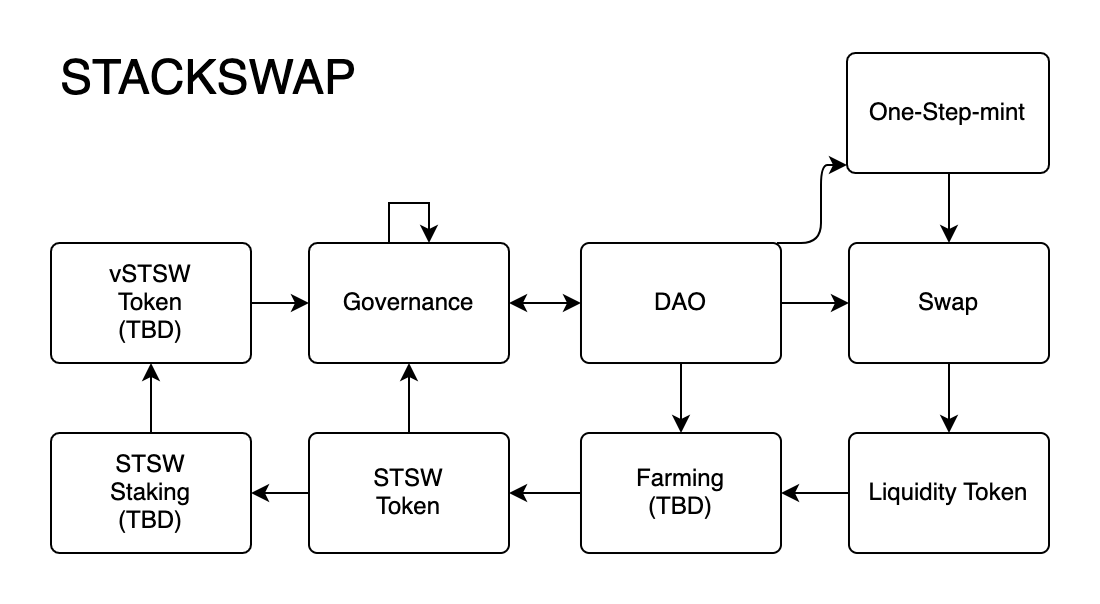 STACKSWAP
One-Step-mint
vSTSW
Token
(TBD)
Governance
DAO
Swap
STSW
Staking
(TBD)
STSW
Token
Farming
(TBD)
Liquidity Token